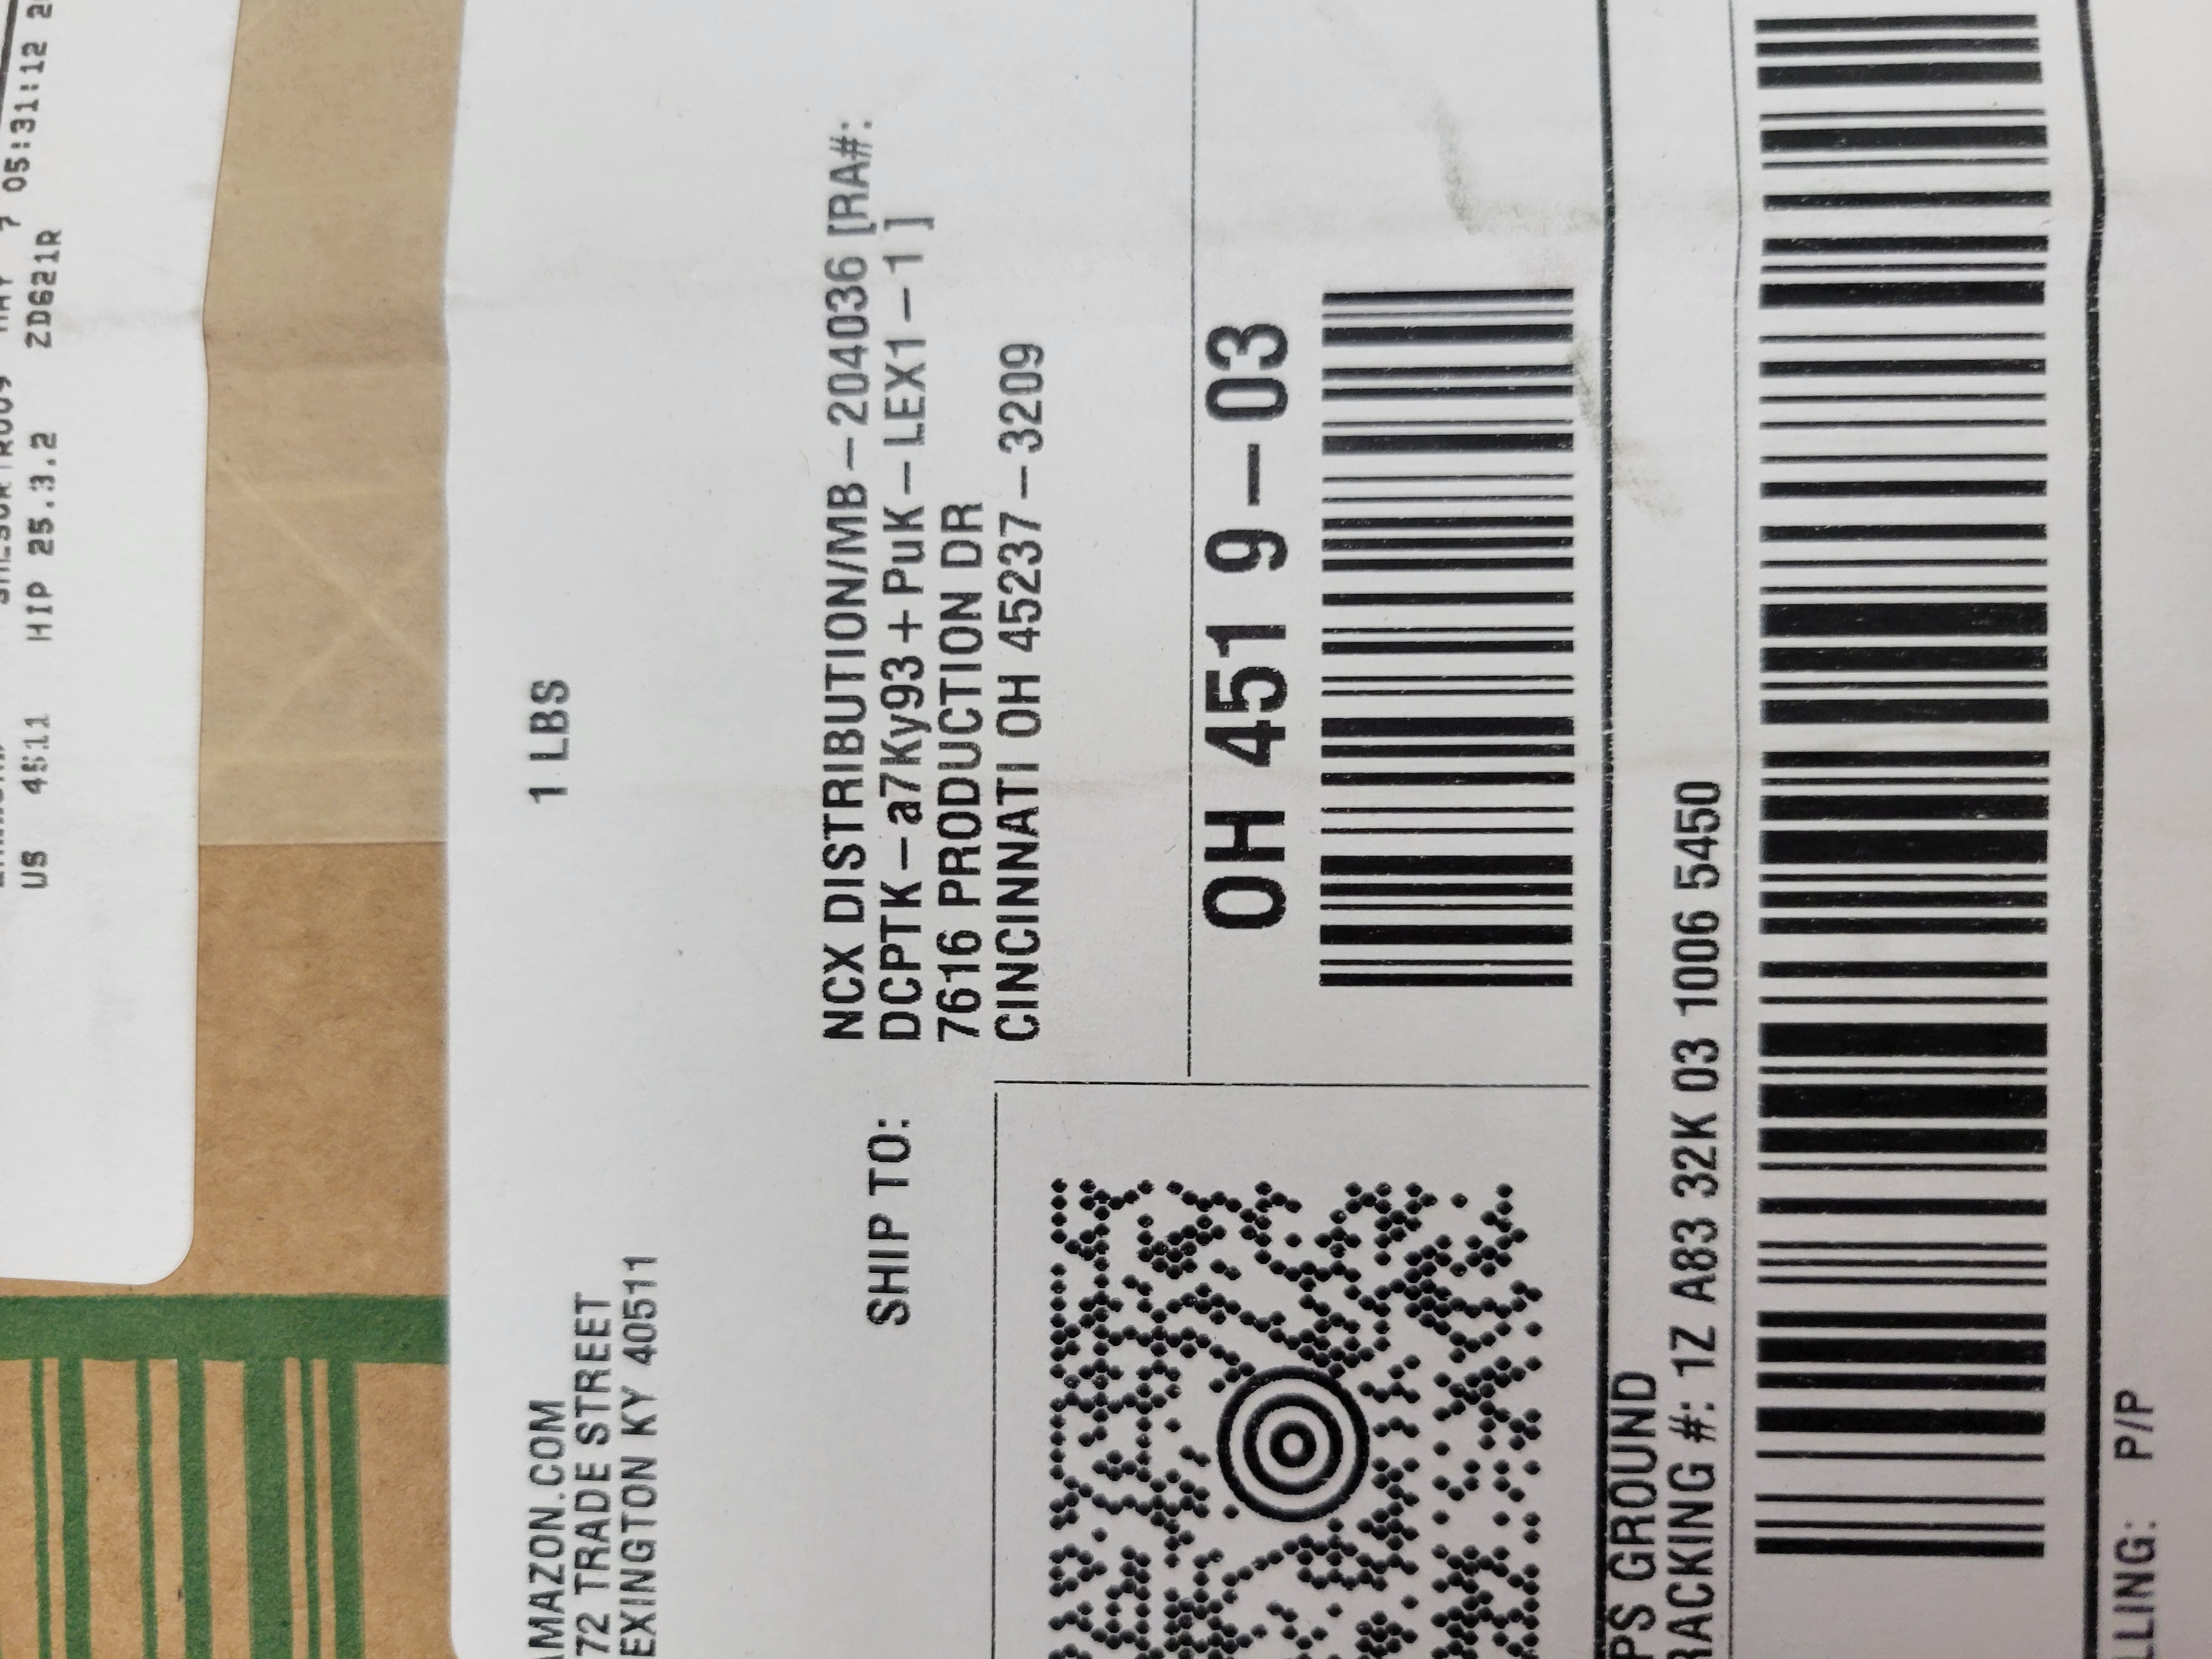 7 05:31:12
US 4511 HIP 25.3.2 ZD621R
AMAZON.COM
72 TRADE STREET
EXINGTON KY 40511
1 LBS
SHIP TO:
NCX DISTRIBUTION/MB-204036 [RA#:
DCPTK-a7Ky93+PuK-LEX1-1 ]
7616 PRODUCTION DR
CINCINNATI OH 45237-3209
OH 451 9-03
PS GROUND
RACKING #: 1Z A83 32K 03 1006 5450
LLING: P/P